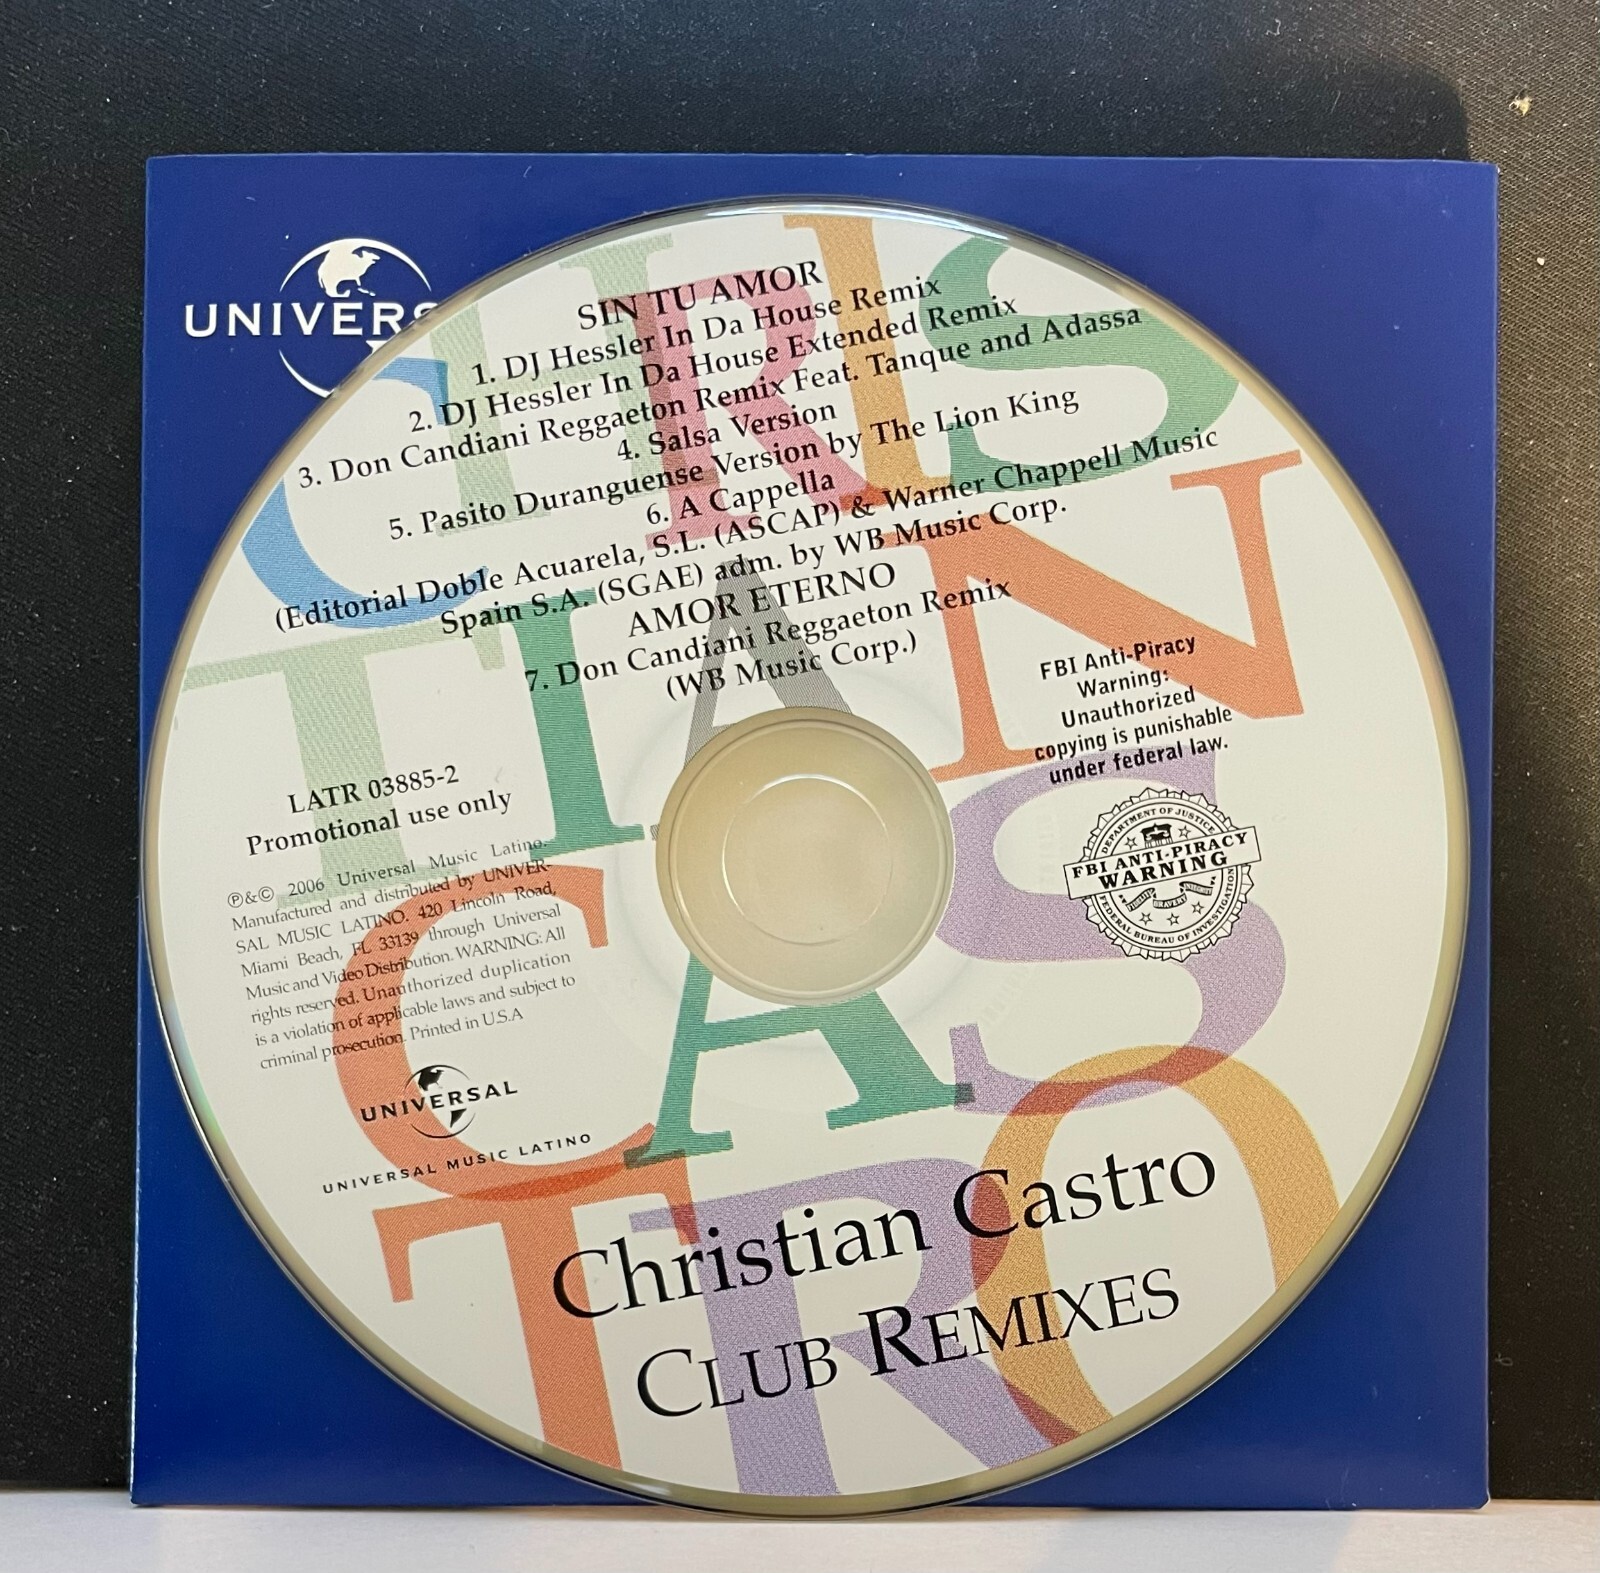 UNIVERS
SIN TU AMOR
1. DJ Hessler In Da House Remix
2. DJ Hessler In Da House Extended Remix
3. Don Candiani Reggaeton Remix Feat. Tanque and Adassa
4. Salsa Version
5. Pasito Duranguense Version by The Lion King
6. A Cappella
(Editorial Doble Acuarela, S.L. (ASCAP) & Warner Chappell Music
Spain S.A. (SGAE) adm. by WB Music Corp.
AMOR ETERNO
7. Don Candiani Reggaeton Remix
(WB Music Corp.)
FBI Anti-Piracy
Warning:
Unauthorized
copying is punishable
under federal law.
DEPARTMENT OF JUSTICE
FBI ANTI-PIRACY
WARNING
FIDELITY BRAVERY INTEGRITY
FEDERAL BUREAU OF INVESTIGATION
LATR 03885-2
Promotional use only
℗&© 2006 Universal Music Latino.
Manufactured and distributed by UNIVER-
SAL MUSIC LATINO. 420 Lincoln Road,
Miami Beach, FL 33139 through Universal
Music and Video Distribution. WARNING: All
rights reserved. Unauthorized duplication
is a violation of applicable laws and subject to
criminal prosecution. Printed in U.S.A
UNIVERSAL
UNIVERSAL MUSIC LATINO
CHRIS
TIAN
CAS
TRO
Christian Castro
CLUB REMIXES